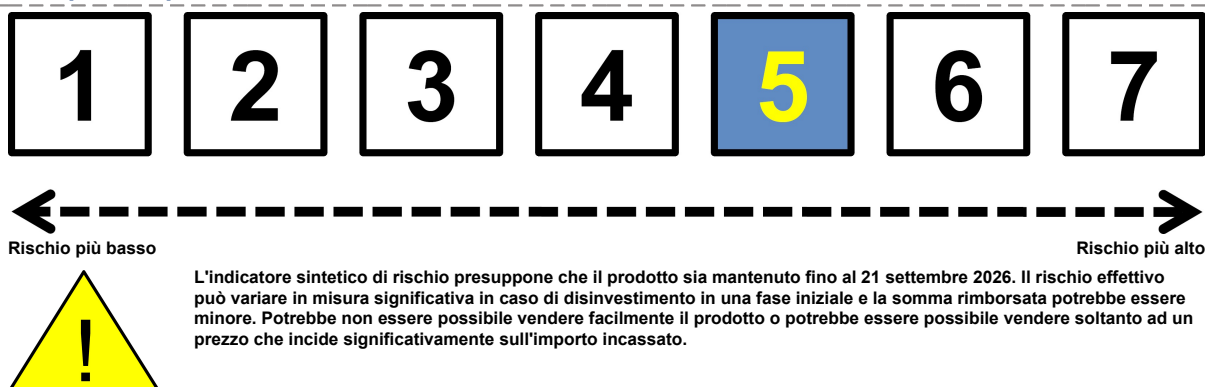 1 2 3 4 5 6 7
Rischio più basso Rischio più alto
L'indicatore sintetico di rischio presuppone che il prodotto sia mantenuto fino al 21 settembre 2026. Il rischio effettivo
può variare in misura significativa in caso di disinvestimento in una fase iniziale e la somma rimborsata potrebbe essere
minore. Potrebbe non essere possibile vendere facilmente il prodotto o potrebbe essere possibile vendere soltanto ad un
prezzo che incide significativamente sull'importo incassato.
!